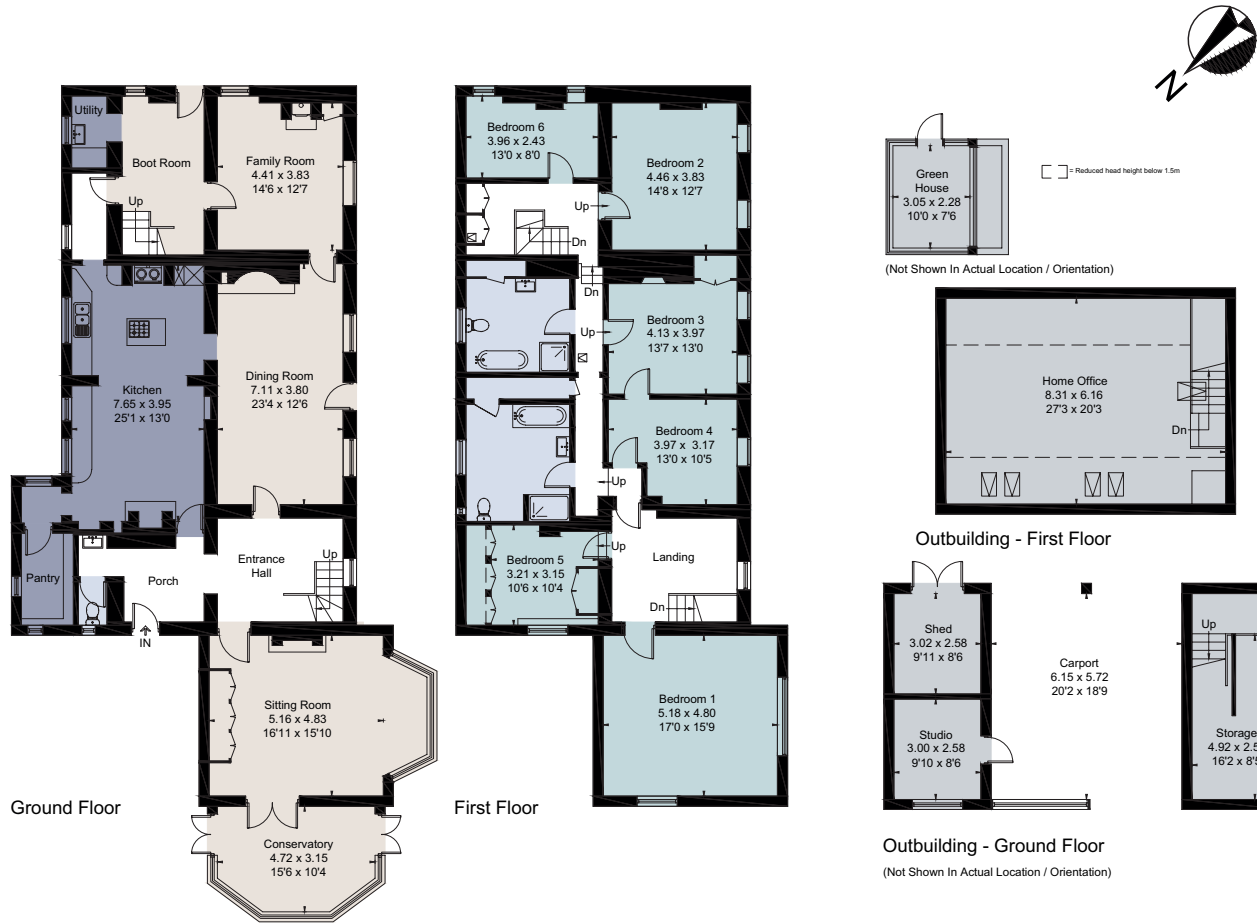 Utility
Boot Room
Up
Family Room
4.41 x 3.83
14'6 x 12'7
Kitchen
7.65 x 3.95
25'1 x 13'0
Dining Room
7.11 x 3.80
23'4 x 12'6
Pantry
Porch
Entrance
Hall
Up
IN
Sitting Room
5.16 x 4.83
16'11 x 15'10
Conservatory
4.72 x 3.15
15'6 x 10'4
Ground Floor
Bedroom 6
3.96 x 2.43
13'0 x 8'0
Bedroom 2
4.46 x 3.83
14'8 x 12'7
Up
Dn
Dn
Up
Bedroom 3
4.13 x 3.97
13'7 x 13'0
Bedroom 4
3.97 x 3.17
13'0 x 10'5
Up
Bedroom 5
3.21 x 3.15
10'6 x 10'4
Up
Landing
Dn
Bedroom 1
5.18 x 4.80
17'0 x 15'9
First Floor
N
Green
House
3.05 x 2.28
10'0 x 7'6
= Reduced head height below 1.5m
(Not Shown In Actual Location / Orientation)
Home Office
8.31 x 6.16
27'3 x 20'3
Dn
Outbuilding - First Floor
Shed
3.02 x 2.58
9'11 x 8'6
Carport
6.15 x 5.72
20'2 x 18'9
Up
Studio
3.00 x 2.58
9'10 x 8'6
Storage
4.92 x 2.5
16'2 x 8'5
Outbuilding - Ground Floor
(Not Shown In Actual Location / Orientation)